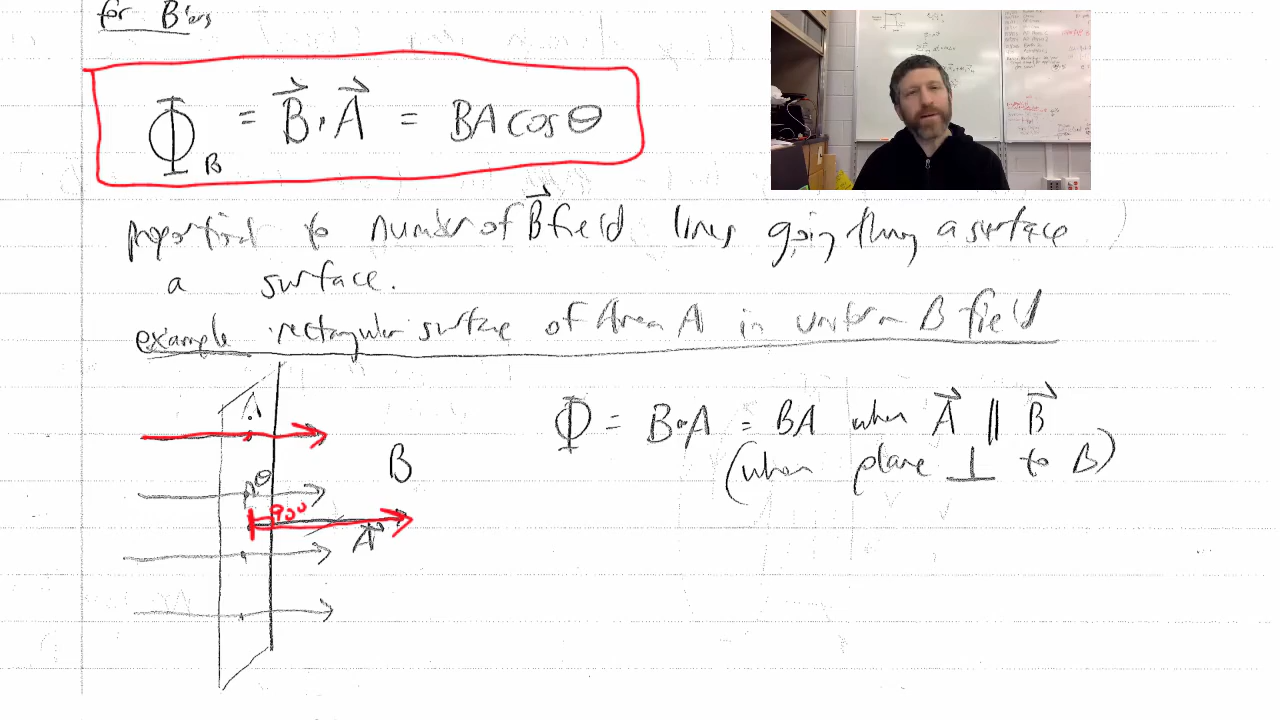 for B
Φ_B = B⃗ · A⃗ = BA cos θ
proportional to number of B⃗ field lines going through a surface
a surface.
example rectangular surface of Area A in uniform B field
A
Φ = B·A = BA when A⃗ || B⃗
B
(when plane ⊥ to B)
θ
90°
A⃗